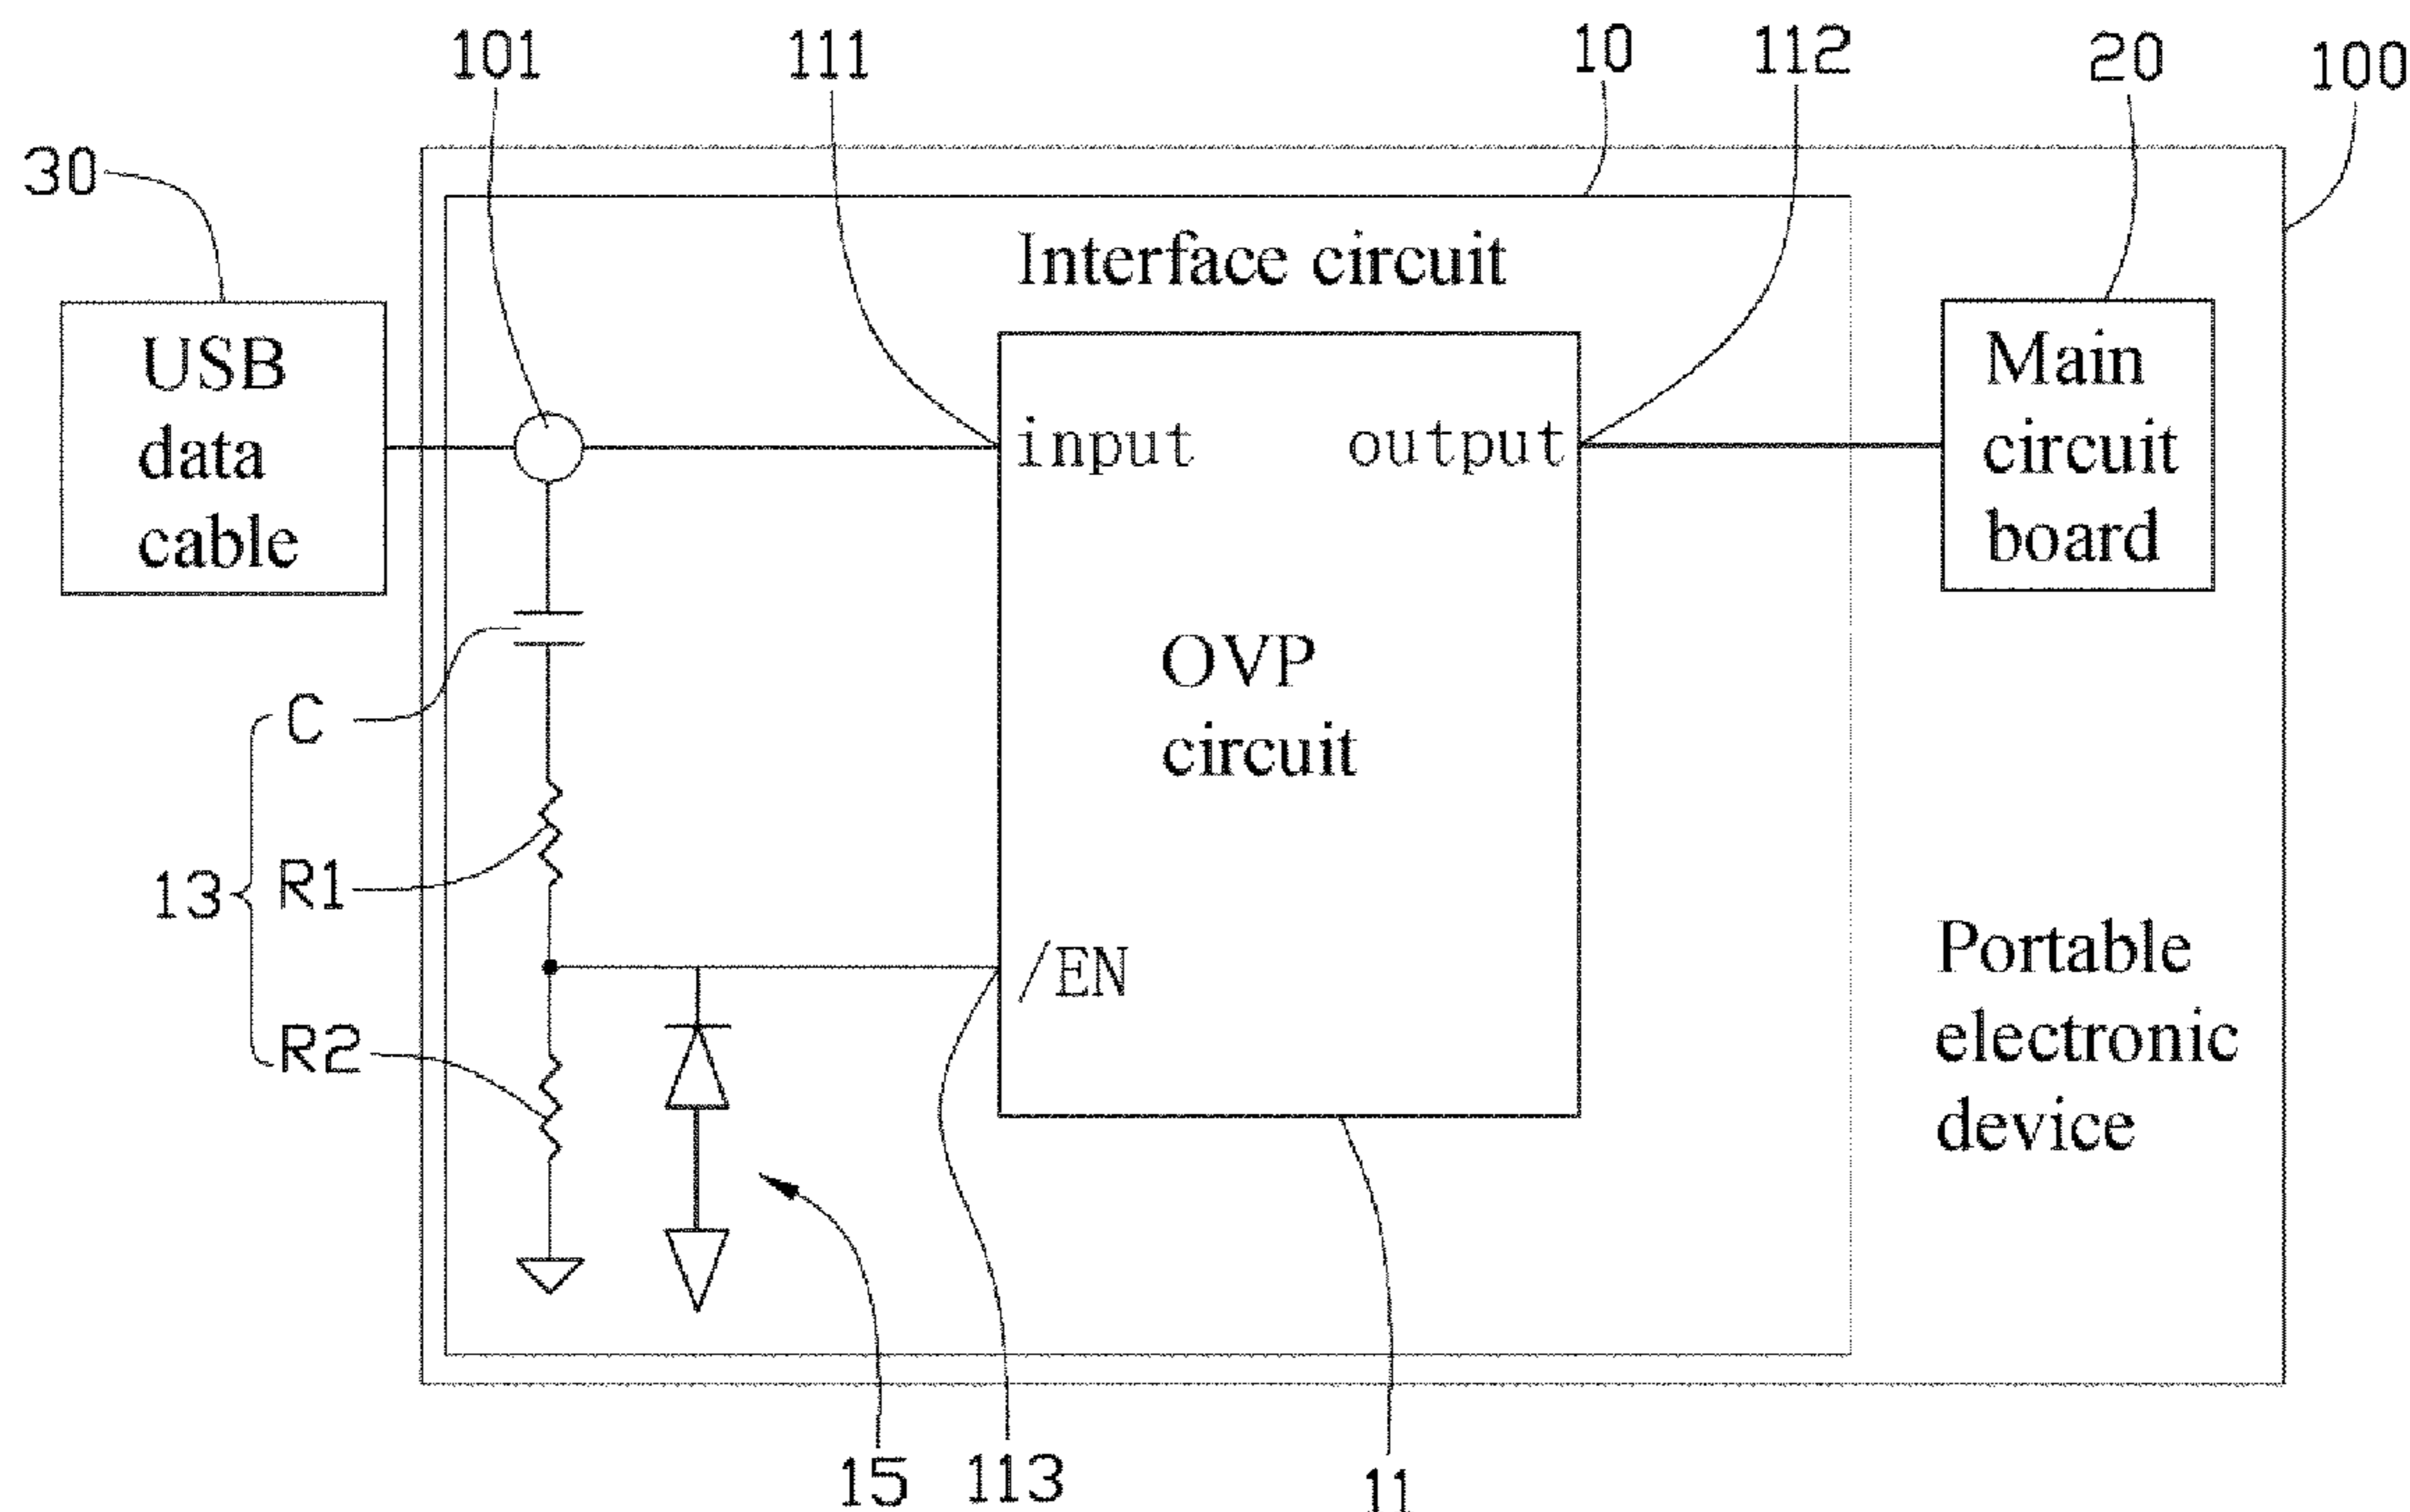 101
111
10
112
20
100
30
Interface circuit
USB
data
cable
input
output
Main
circuit
board
OVP
circuit
C
R1
13
R2
/EN
Portable
electronic
device
15
113
11